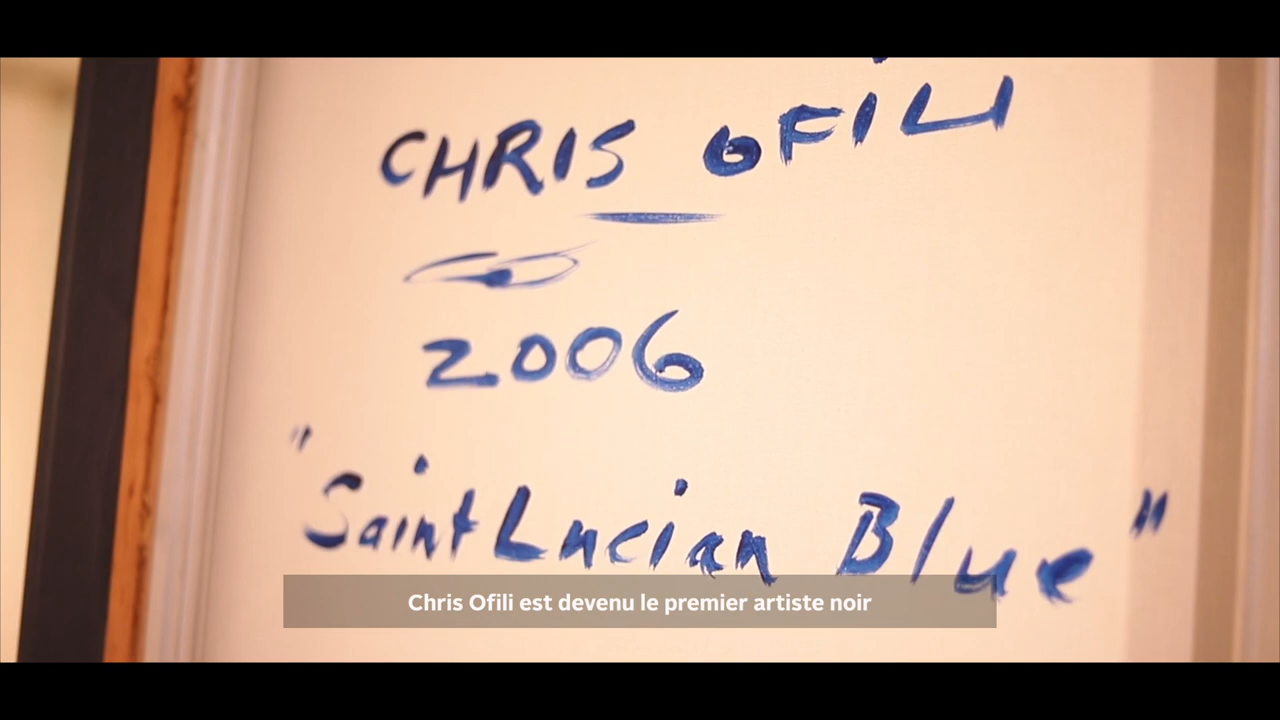 CHRIS OFILI
2006
"Saint Lucian Blue"
Chris Ofili est devenu le premier artiste noir